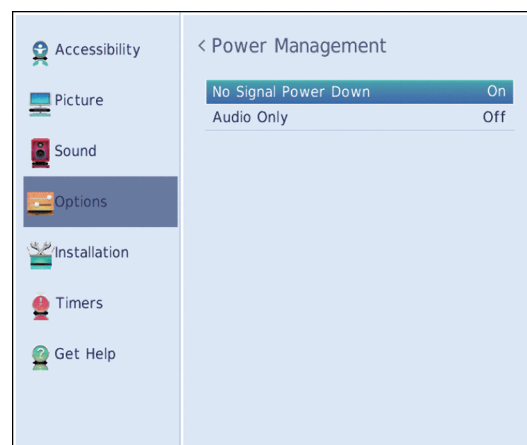 Accessibility
Picture
Sound
Options
Installation
Timers
Get Help
< Power Management
No Signal Power Down On
Audio Only Off